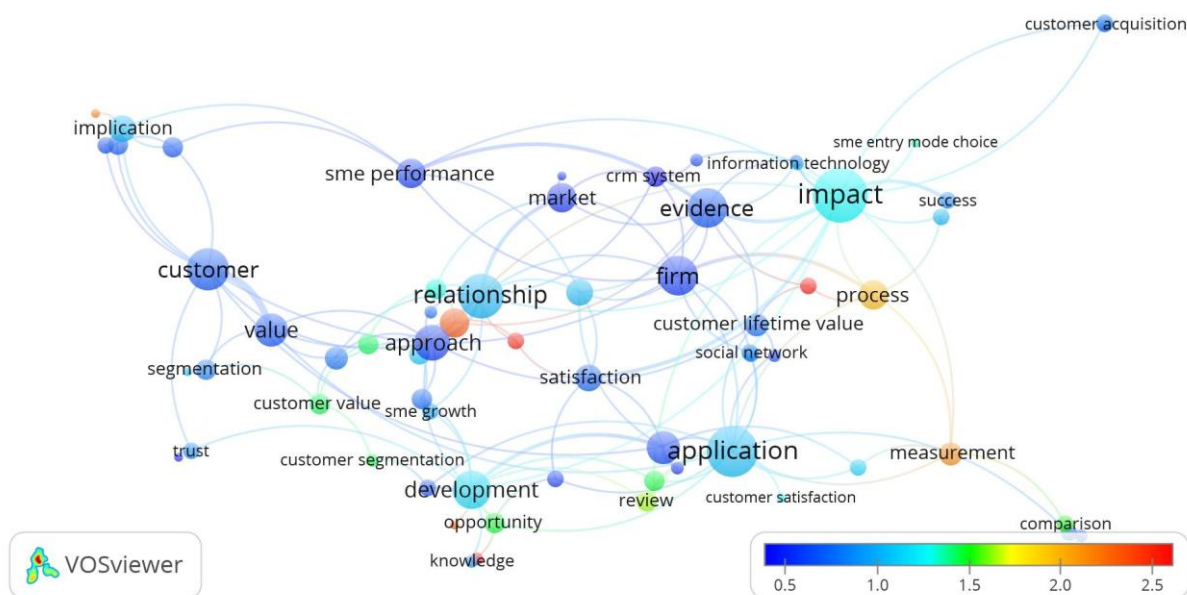 customer acquisition
implication
sme entry mode choice
information technology
sme performance
crm system
market
impact
evidence
success
customer
firm
relationship
process
value
approach
customer lifetime value
social network
segmentation
satisfaction
customer value
sme growth
trust
customer segmentation
application
measurement
development
review
customer satisfaction
opportunity
comparison
knowledge
VOSviewer
0.5 1.0 1.5 2.0 2.5